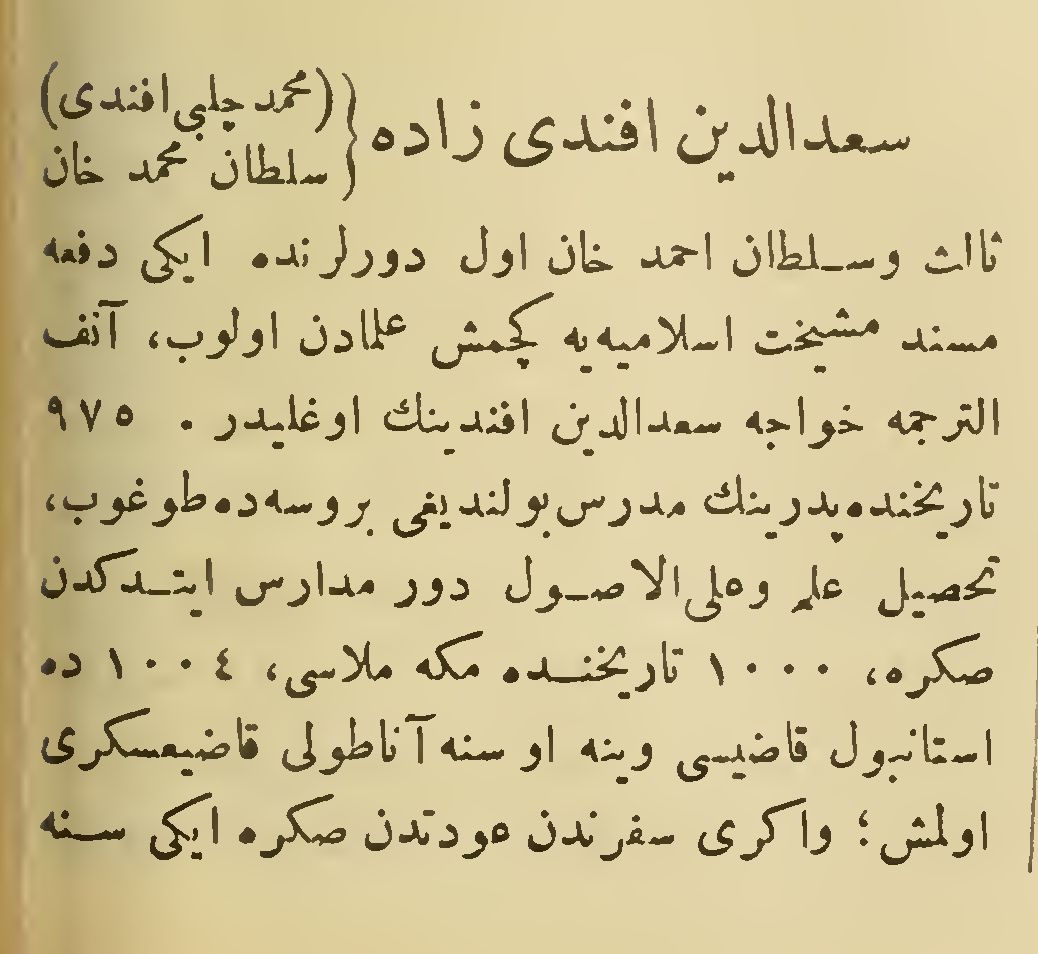 سعدالدین افندی زاده {(محمد چلبی افندی)
سلطان محمد خان
ثالث وسلطان احمد خان اول دورلرنده ایکی دفعه
مسند مشیخت اسلامیه‌یه کچمش علمادن اولوب، آنف
الترجمه خواجه سعدالدین افندینك اوغلیدر . ٩٧٥
تاریخنده پدرینك مدرس بولندیغی بروسه‌ده طوغوب،
تحصیل علم وعلی الاصول دور مدارس ایتدکدن
صکره، ١٠٠٠ تاریخنده مکه ملاسی، ١٠٠٤ ده
استانبول قاضیسی وینه او سنه آناطولی قاضیعسکری
اولمش؛ واکری سفرندن عودتدن صکره ایکی سنه